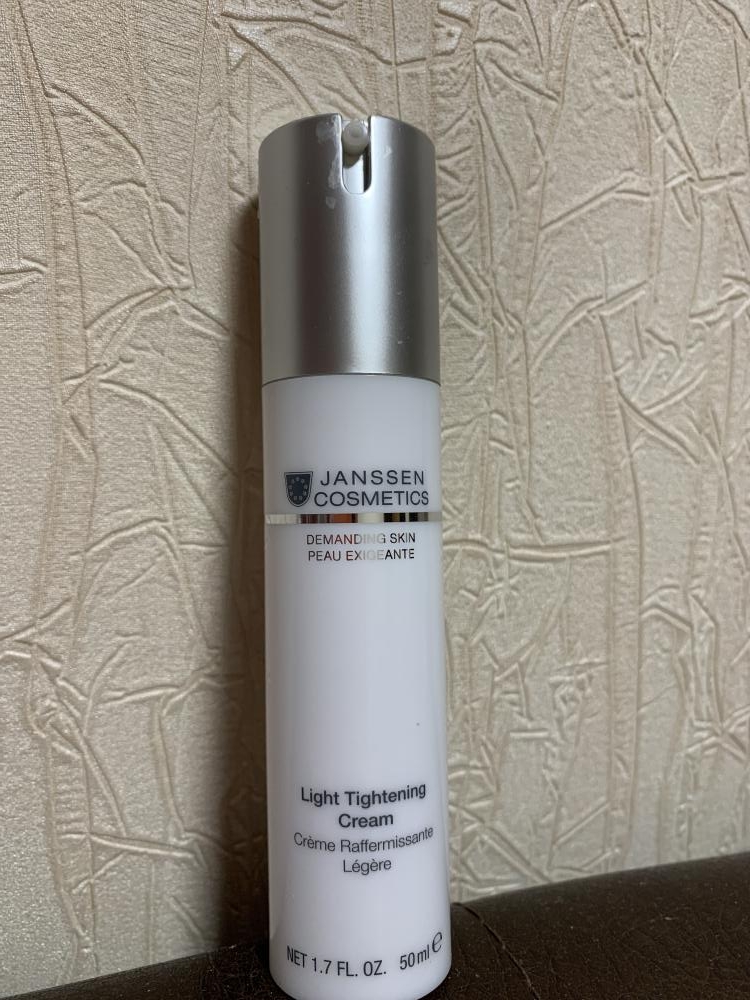 JANSSEN
COSMETICS
DEMANDING SKIN
PEAU EXIGEANTE
Light Tightening
Cream
Crème Raffermissante
Légère
NET 1.7 FL. OZ. 50ml ℮